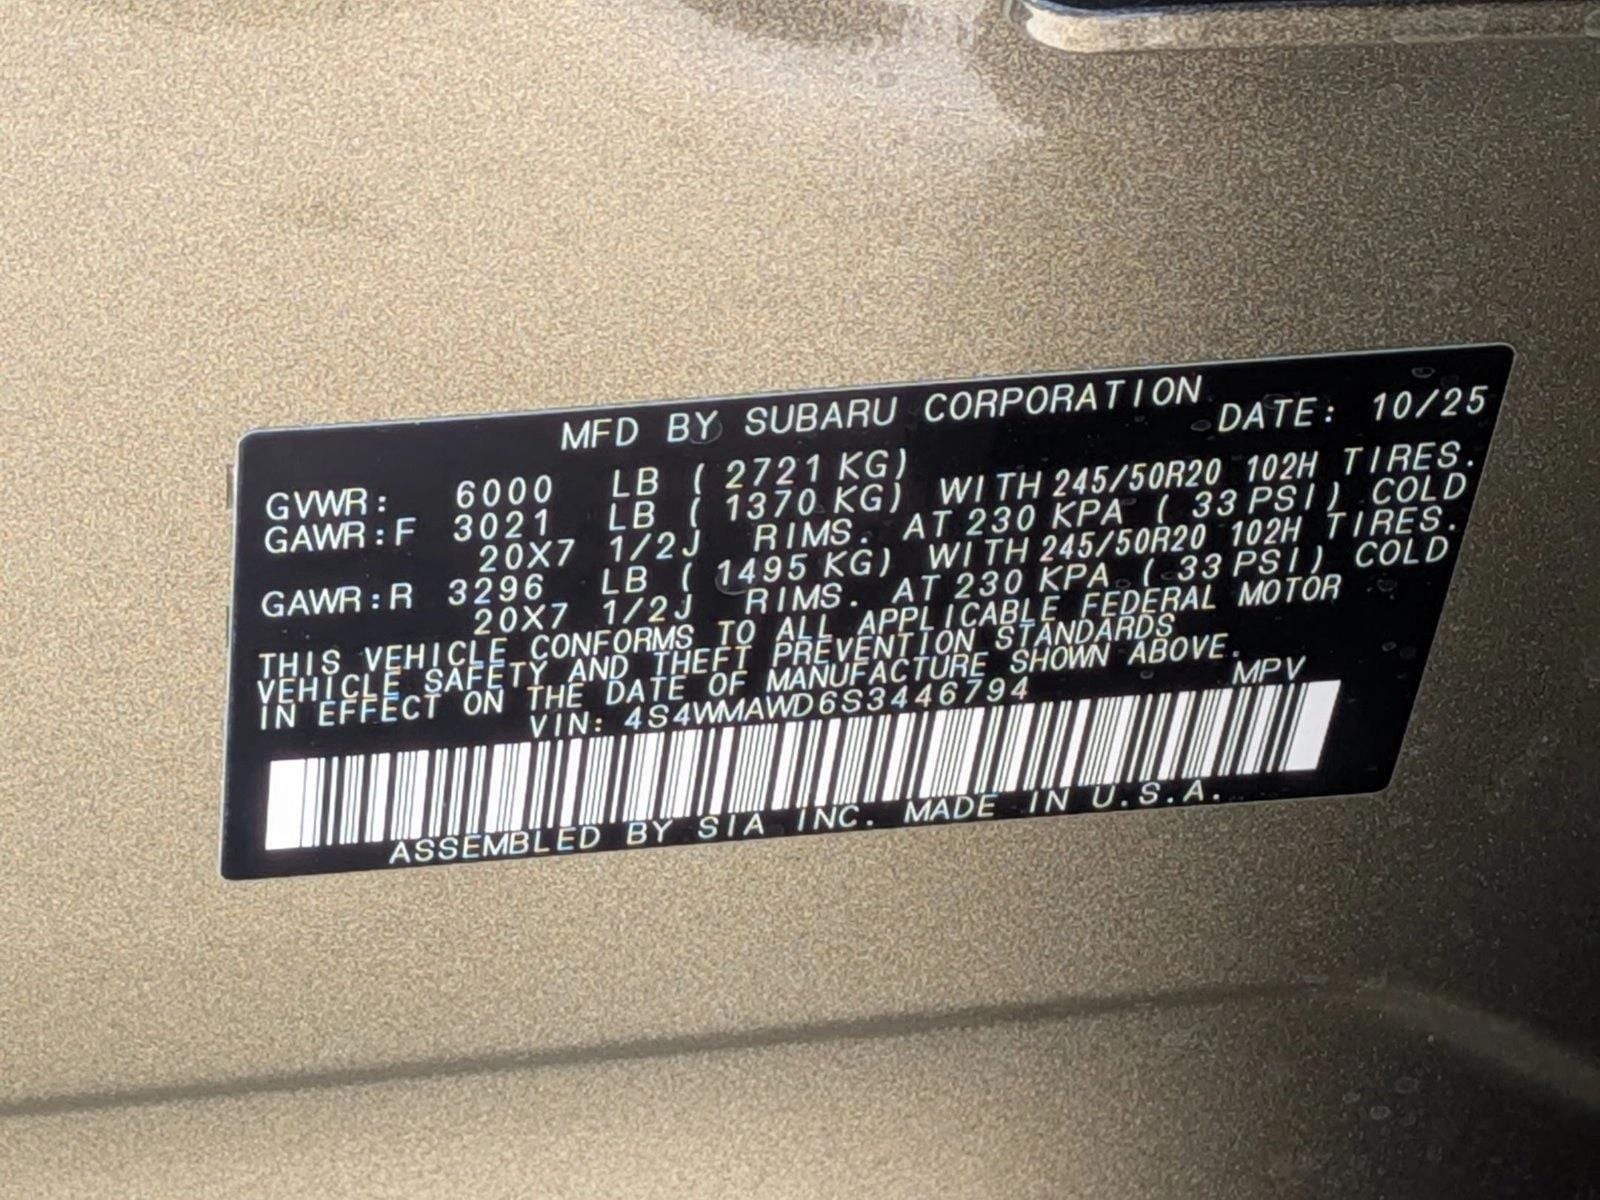 MFD BY SUBARU CORPORATION DATE: 10/25
GVWR: 6000 LB ( 2721 KG)
GAWR:F 3021 LB ( 1370 KG) WITH 245/50R20 102H TIRES.
20X7 1/2J RIMS. AT 230 KPA ( 33 PSI) COLD
GAWR:R 3296 LB ( 1495 KG) WITH 245/50R20 102H TIRES.
20X7 1/2J RIMS. AT 230 KPA ( 33 PSI) COLD
THIS VEHICLE CONFORMS TO ALL APPLICABLE FEDERAL MOTOR
VEHICLE SAFETY AND THEFT PREVENTION STANDARDS
IN EFFECT ON THE DATE OF MANUFACTURE SHOWN ABOVE.
VIN: 4S4WMAWD6S3446794 MPV
ASSEMBLED BY SIA INC. MADE IN U.S.A.